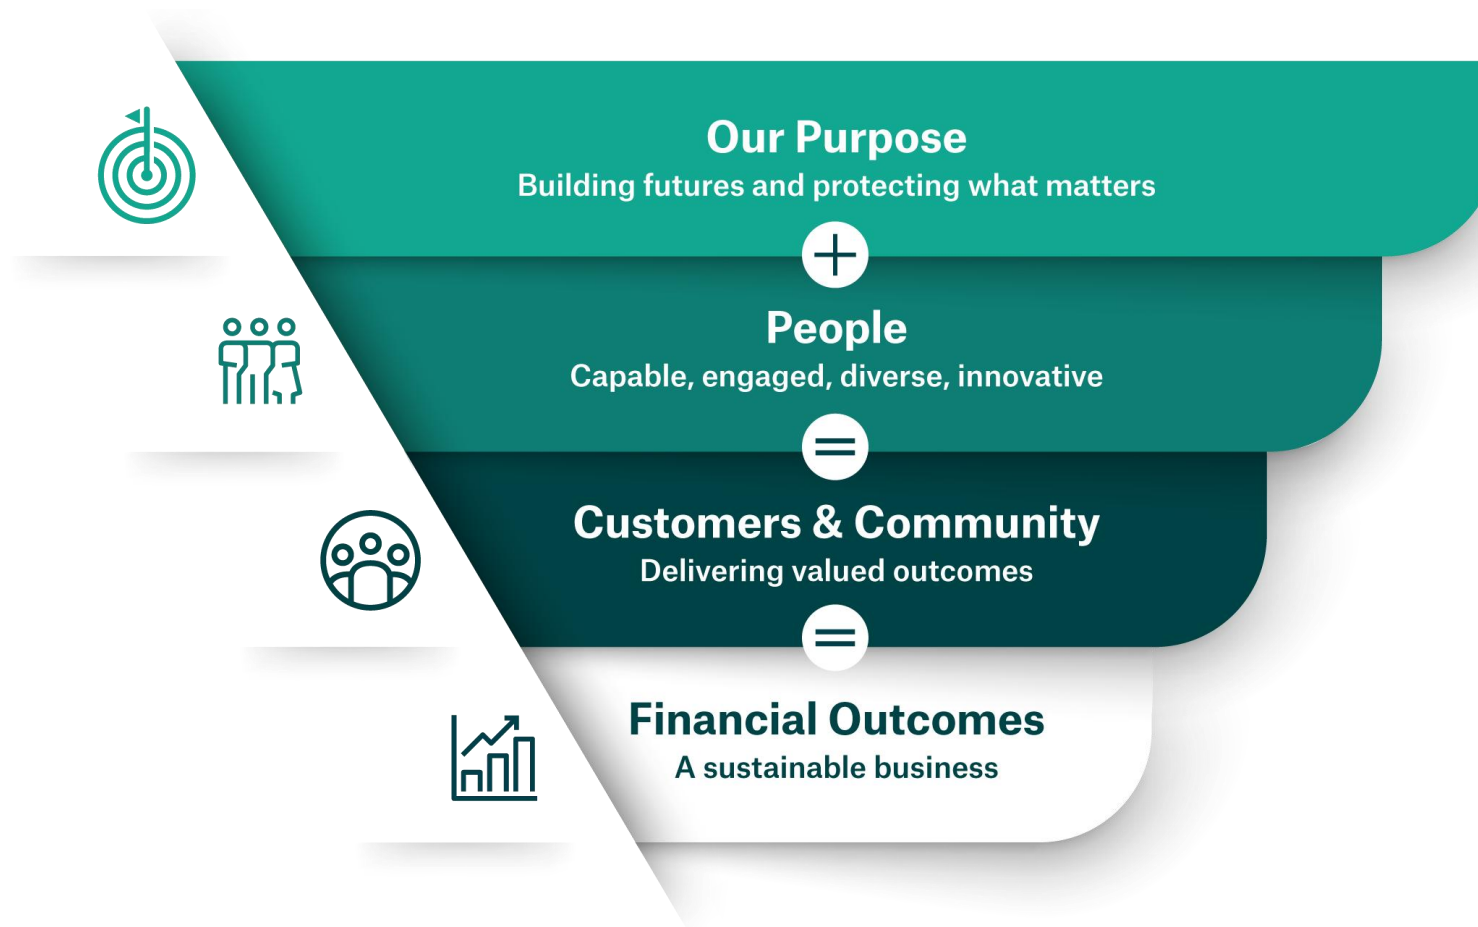 Our Purpose
Building futures and protecting what matters
+
People
Capable, engaged, diverse, innovative
=
Customers & Community
Delivering valued outcomes
=
Financial Outcomes
A sustainable business